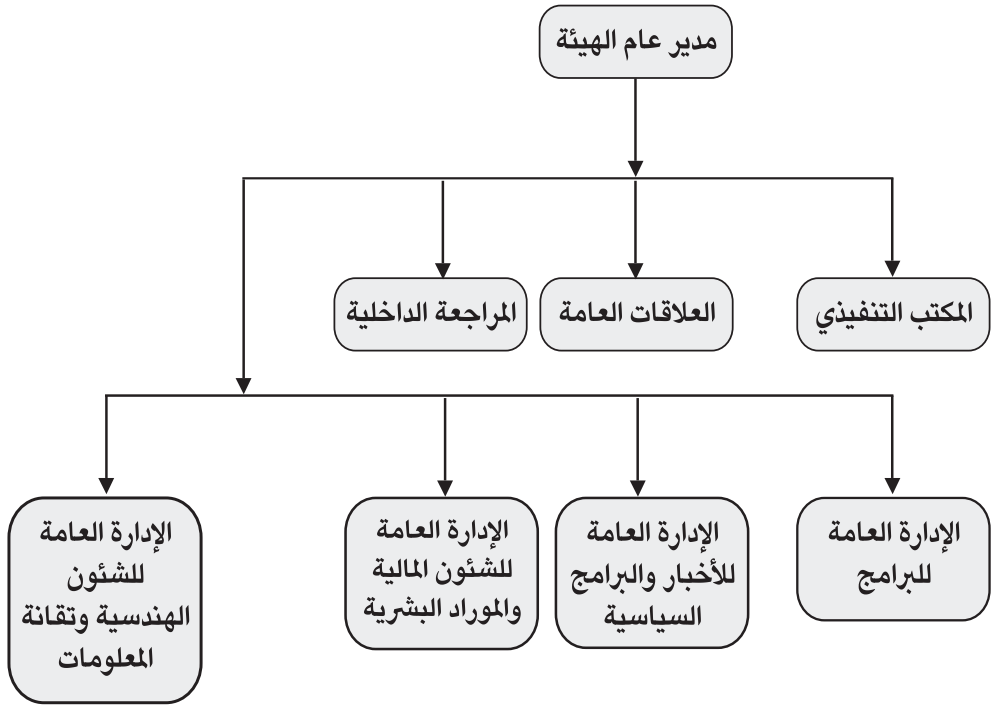 مدير عام الهيئة
المكتب التنفيذي
العلاقات العامة
المراجعة الداخلية
الإدارة العامة
للبرامج
الإدارة العامة
للأخبار والبرامج
السياسية
الإدارة العامة
للشئون المالية
والموراد البشرية
الإدارة العامة
للشئون
الهندسية وتقانة
المعلومات